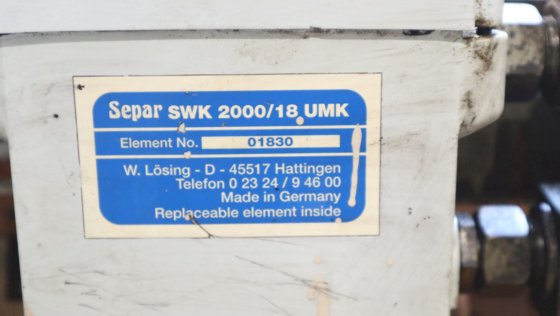 Separ SWK 2000/18 UMK
Element No. 01830
W. Lösing - D - 45517 Hattingen
Telefon 0 23 24 / 9 46 00
Made in Germany
Replaceable element inside